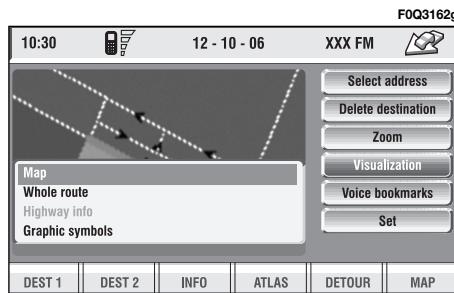 F0Q3162g
10:30 12 - 10 - 06 XXX FM
Select address
Delete destination
Zoom
Visualization
Voice bookmarks
Set
Map
Whole route
Highway info
Graphic symbols
DEST 1 DEST 2 INFO ATLAS DETOUR MAP